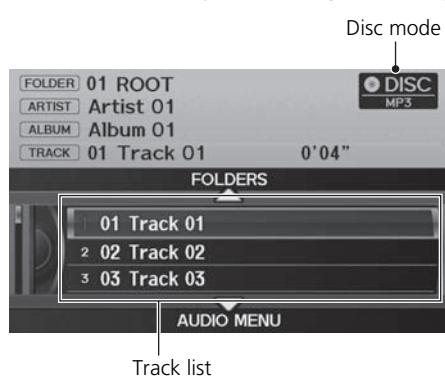 Disc mode
FOLDER 01 ROOT
DISC
MP3
ARTIST Artist 01
ALBUM Album 01
TRACK 01 Track 01 0'04"
FOLDERS
1 01 Track 01
2 02 Track 02
3 03 Track 03
AUDIO MENU
Track list